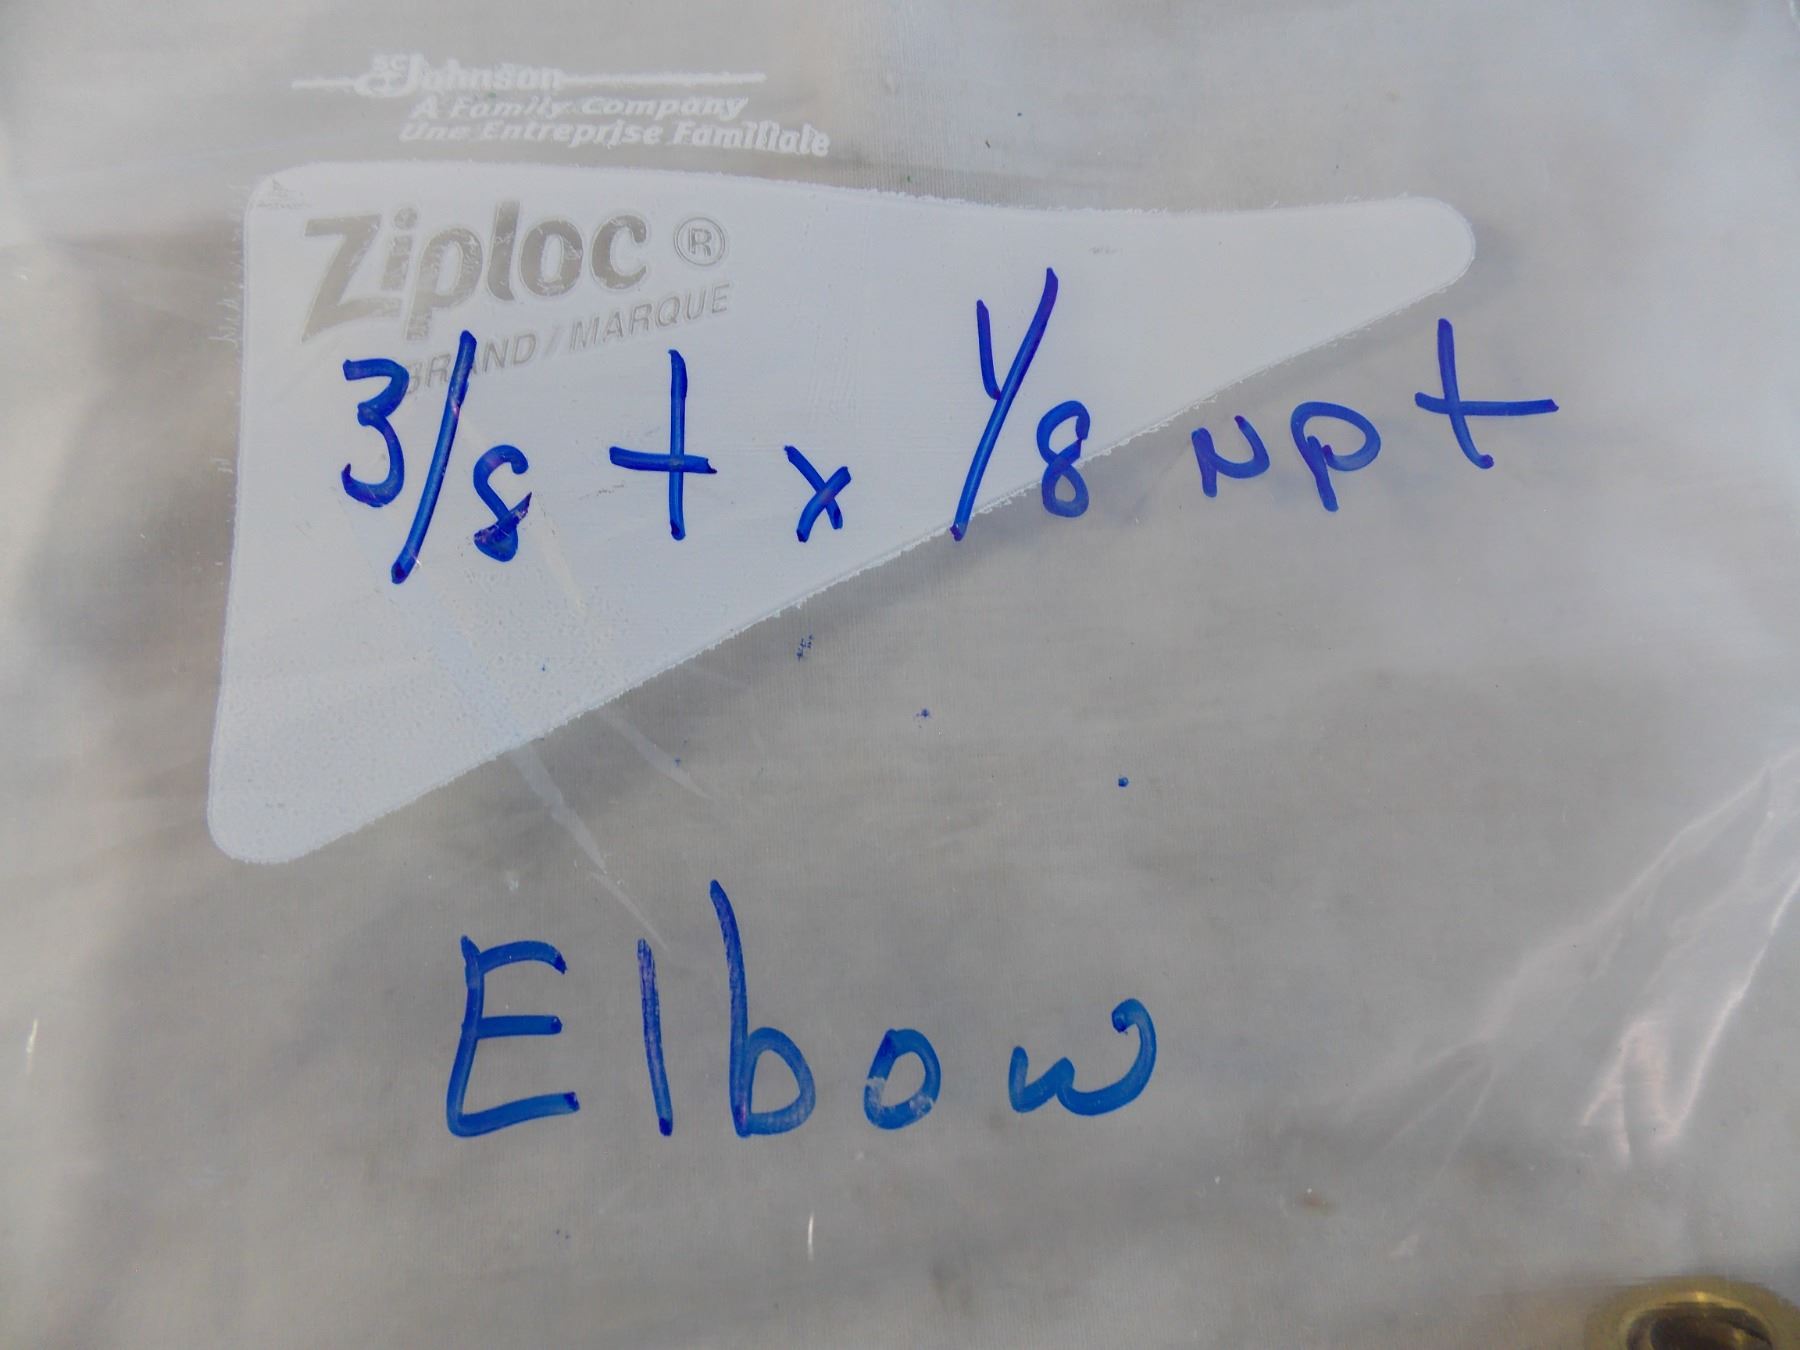 SC Johnson
A Family Company
Une Entreprise Familiale
Ziploc ®
BRAND / MARQUE
3/8 t x 1/8 npt
Elbow